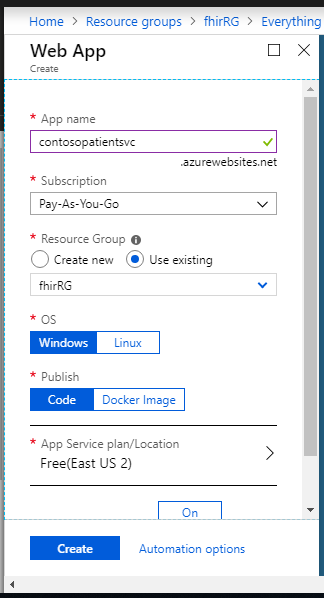 Home > Resource groups > fhirRG > Everything
Web App
Create
* App name
contosopatientsvc
.azurewebsites.net
* Subscription
Pay-As-You-Go
* Resource Group
Create new Use existing
fhirRG
* OS
Windows Linux
* Publish
Code Docker Image
* App Service plan/Location
Free(East US 2)
On
Create Automation options